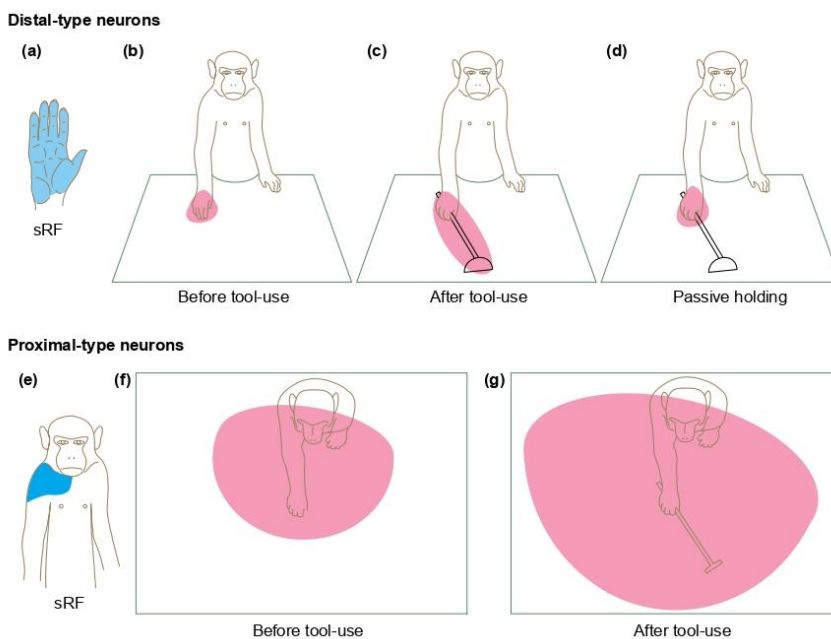 Distal-type neurons
(a)
(b)
(c)
(d)
sRF
Before tool-use
After tool-use
Passive holding
Proximal-type neurons
(e)
(f)
(g)
sRF
Before tool-use
After tool-use